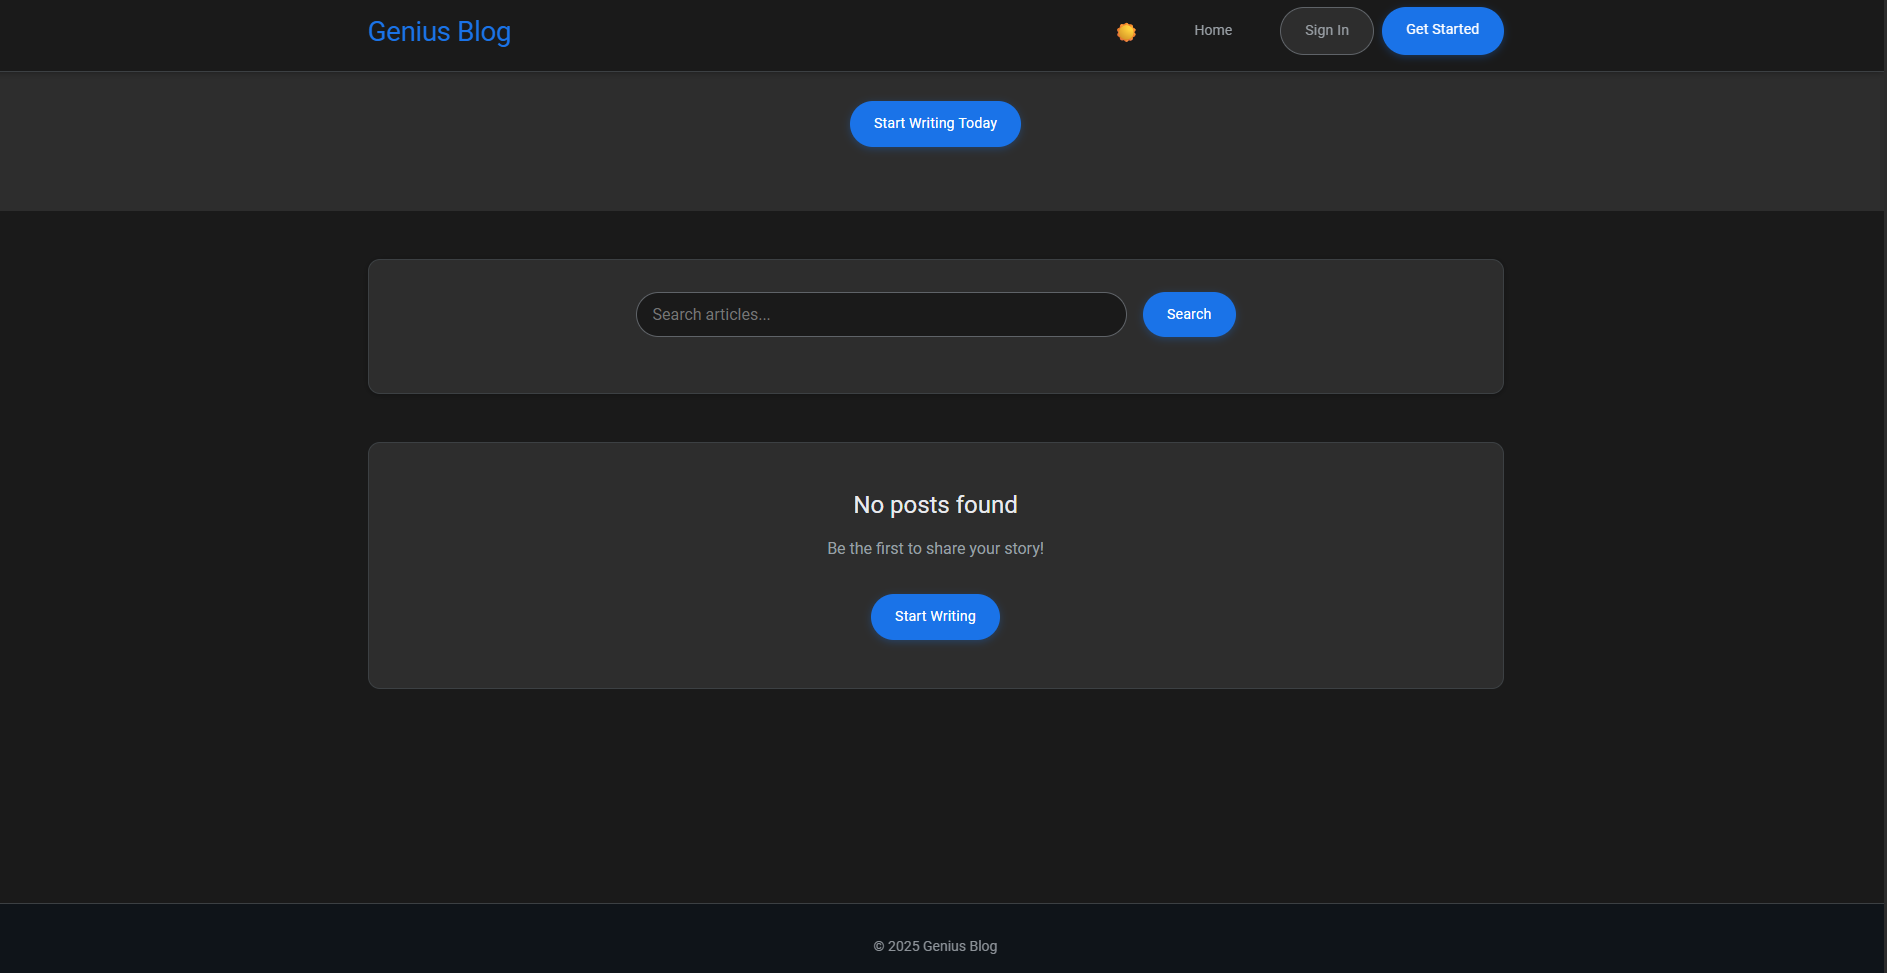 Genius Blog
Home
Sign In
Get Started
Start Writing Today
Search articles...
Search
No posts found
Be the first to share your story!
Start Writing
© 2025 Genius Blog